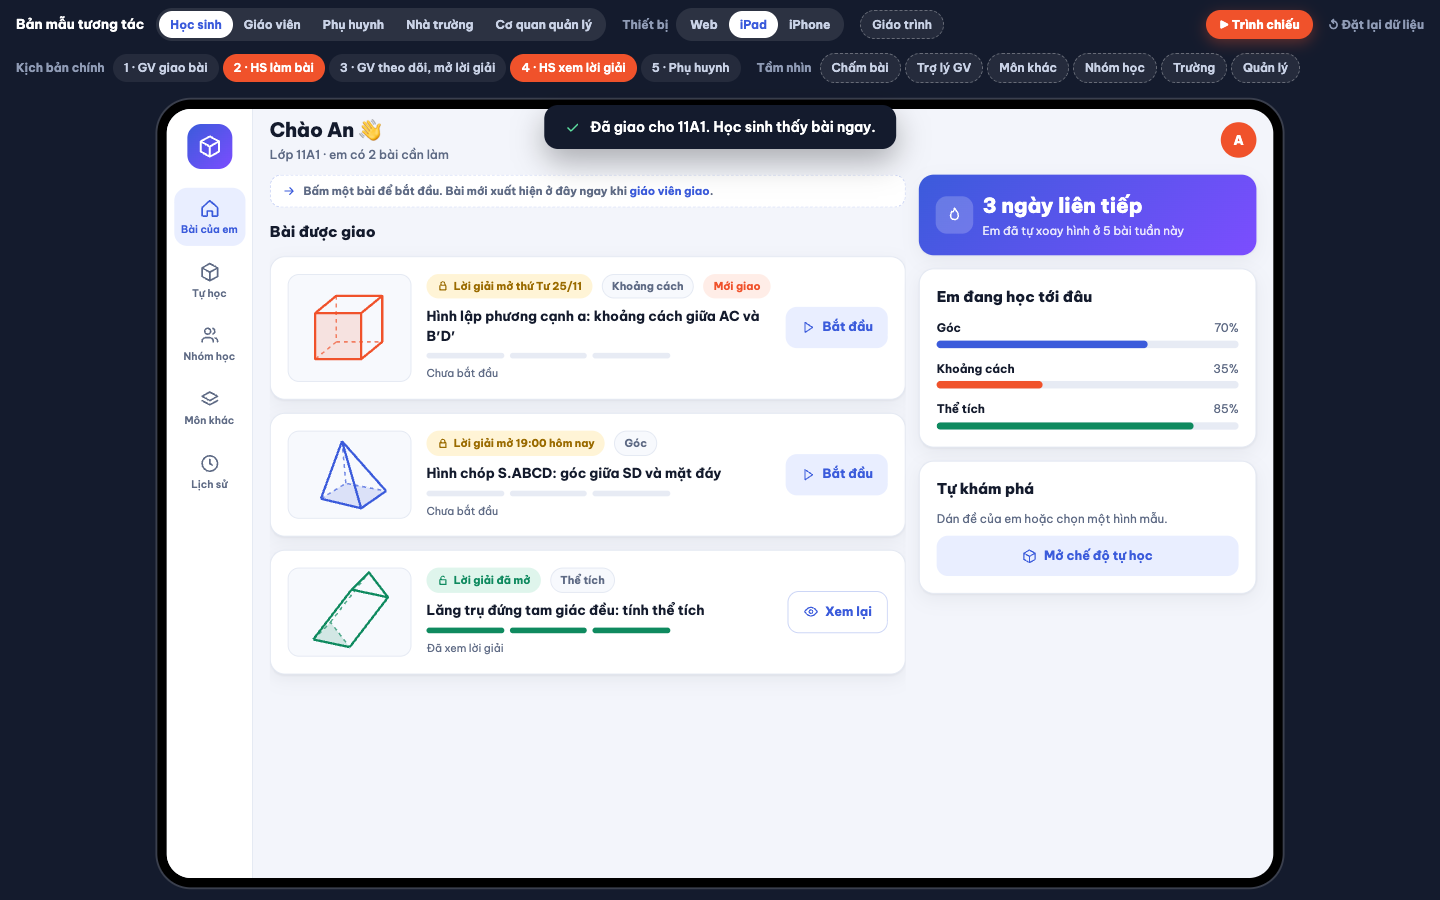 Bản mẫu tương tác
Học sinh
Giáo viên
Phụ huynh
Nhà trường
Cơ quan quản lý
Thiết bị
Web
iPad
iPhone
Giáo trình
Trình chiếu
Đặt lại dữ liệu
Kịch bản chính
1 · GV giao bài
2 · HS làm bài
3 · GV theo dõi, mở lời giải
4 · HS xem lời giải
5 · Phụ huynh
Tầm nhìn
Chấm bài
Trợ lý GV
Môn khác
Nhóm học
Trường
Quản lý
Đã giao cho 11A1. Học sinh thấy bài ngay.
Bài của em
Tự học
Nhóm học
Môn khác
Lịch sử
Chào An 👋
Lớp 11A1 · em có 2 bài cần làm
A
→ Bấm một bài để bắt đầu. Bài mới xuất hiện ở đây ngay khi giáo viên giao.
Bài được giao
Lời giải mở thứ Tư 25/11
Khoảng cách
Mới giao
Hình lập phương cạnh a: khoảng cách giữa AC và
B’D’
Chưa bắt đầu
Bắt đầu
Lời giải mở 19:00 hôm nay
Góc
Hình chóp S.ABCD: góc giữa SD và mặt đáy
Chưa bắt đầu
Bắt đầu
Lời giải đã mở
Thể tích
Lăng trụ đứng tam giác đều: tính thể tích
Đã xem lời giải
Xem lại
3 ngày liên tiếp
Em đã tự xoay hình ở 5 bài tuần này
Em đang học tới đâu
Góc
70%
Khoảng cách
35%
Thể tích
85%
Tự khám phá
Dán đề của em hoặc chọn một hình mẫu.
Mở chế độ tự học